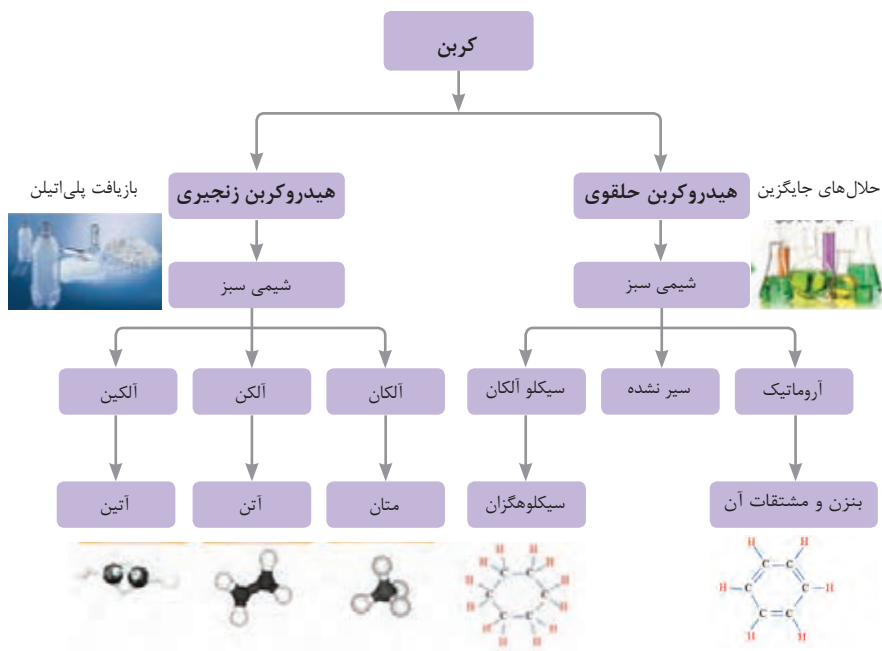 کربن
هیدروکربن حلقوی
هیدروکربن زنجیری
حلال‌های جایگزین
بازیافت پلی‌اتیلن
شیمی سبز
شیمی سبز
آروماتیک
سیر نشده
سیکلو آلکان
آلکان
آلکن
آلکین
بنزن و مشتقات آن
سیکلوهگزان
متان
آتن
آتین
H H
C C
H C C H
C C
H H